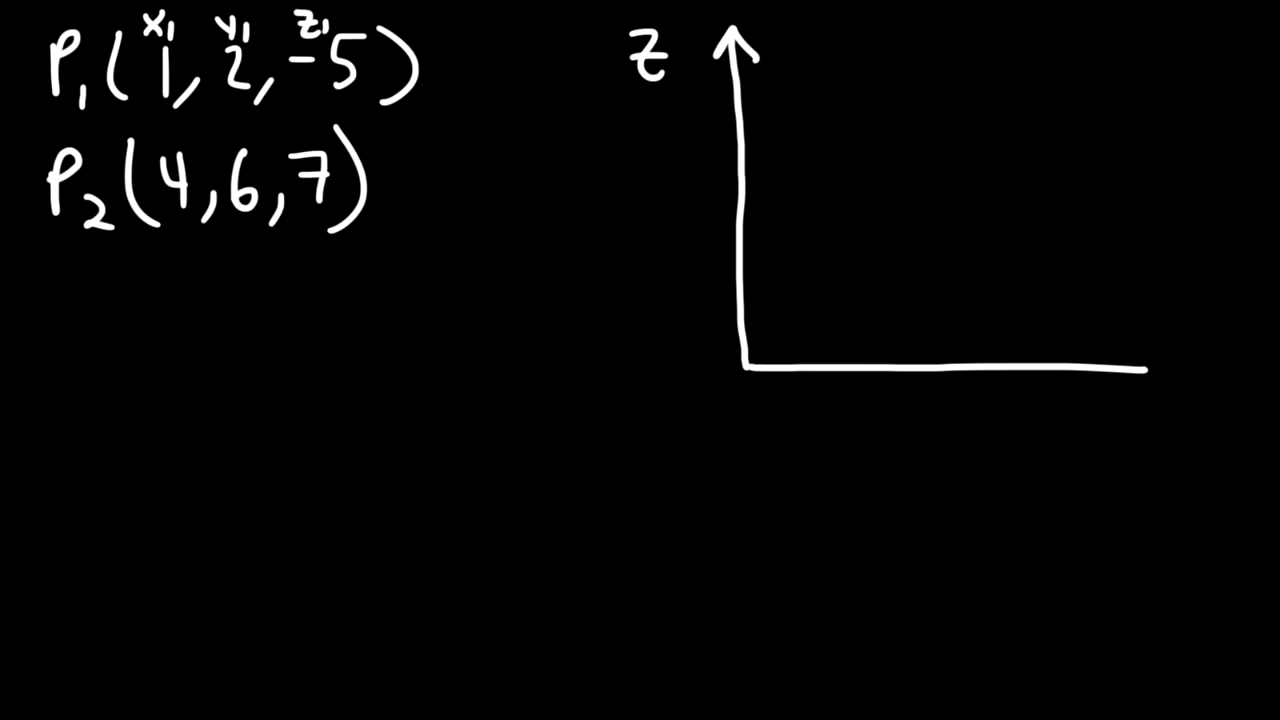 x₁ y₁ z₁
P₁(1, 2, -5)
P₂(4, 6, 7)
z